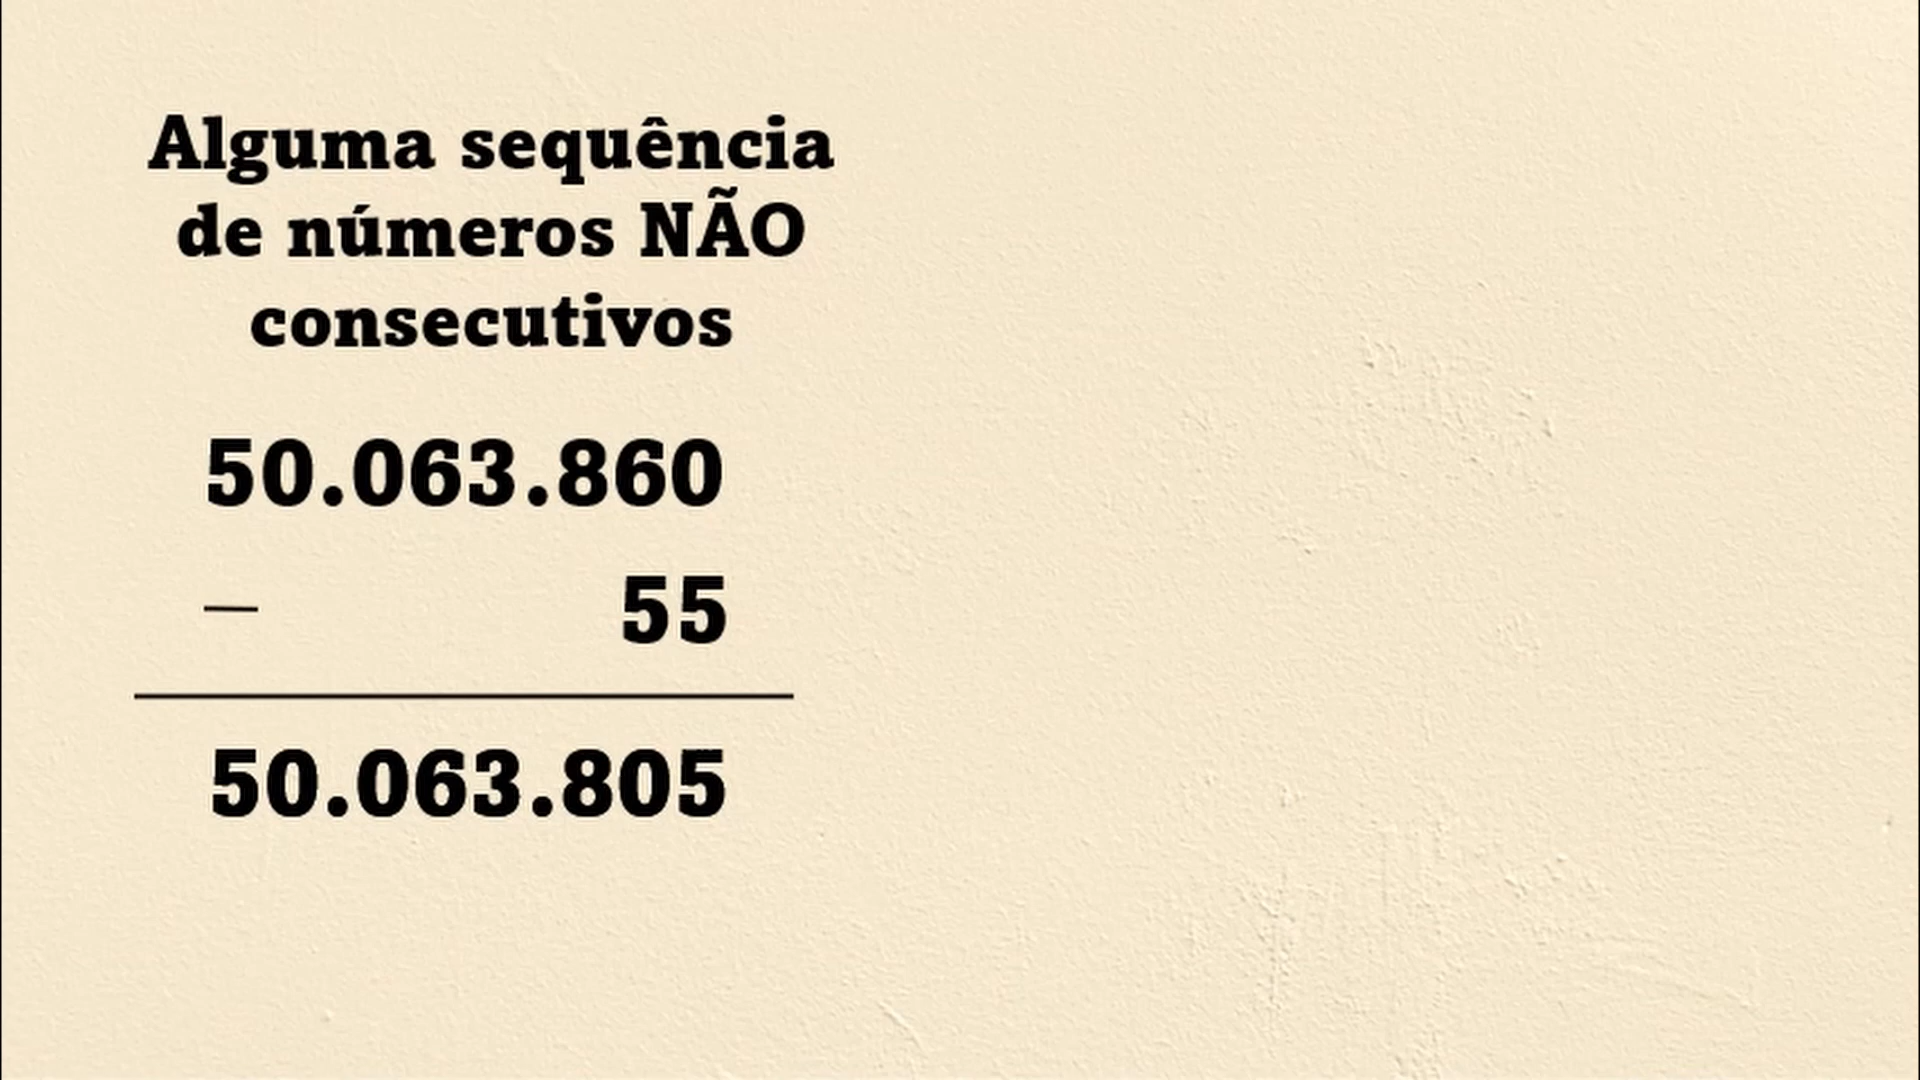 Alguma sequência
de números NÃO
consecutivos
50.063.860
— 55
50.063.805